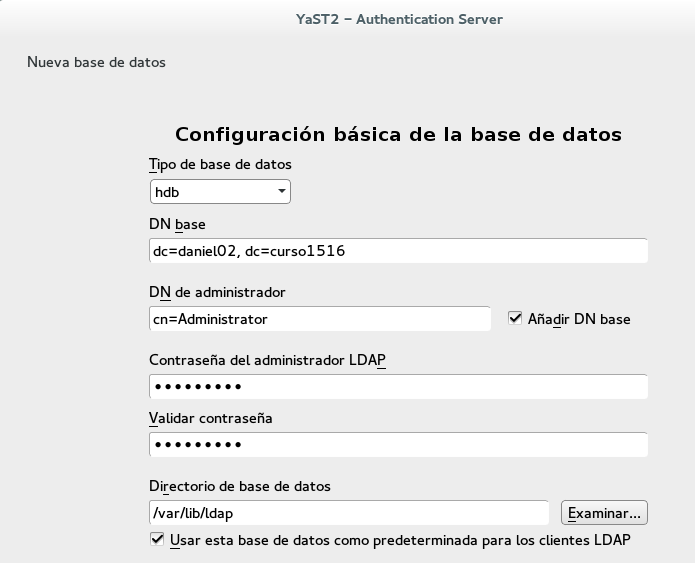 YaST2 – Authentication Server
Nueva base de datos
Configuración básica de la base de datos
Tipo de base de datos
hdb
DN base
dc=daniel02, dc=curso1516
DN de administrador
cn=Administrator
Añadir DN base
Contraseña del administrador LDAP
•••••••••
Validar contraseña
•••••••••
Directorio de base de datos
/var/lib/ldap
Examinar...
Usar esta base de datos como predeterminada para los clientes LDAP